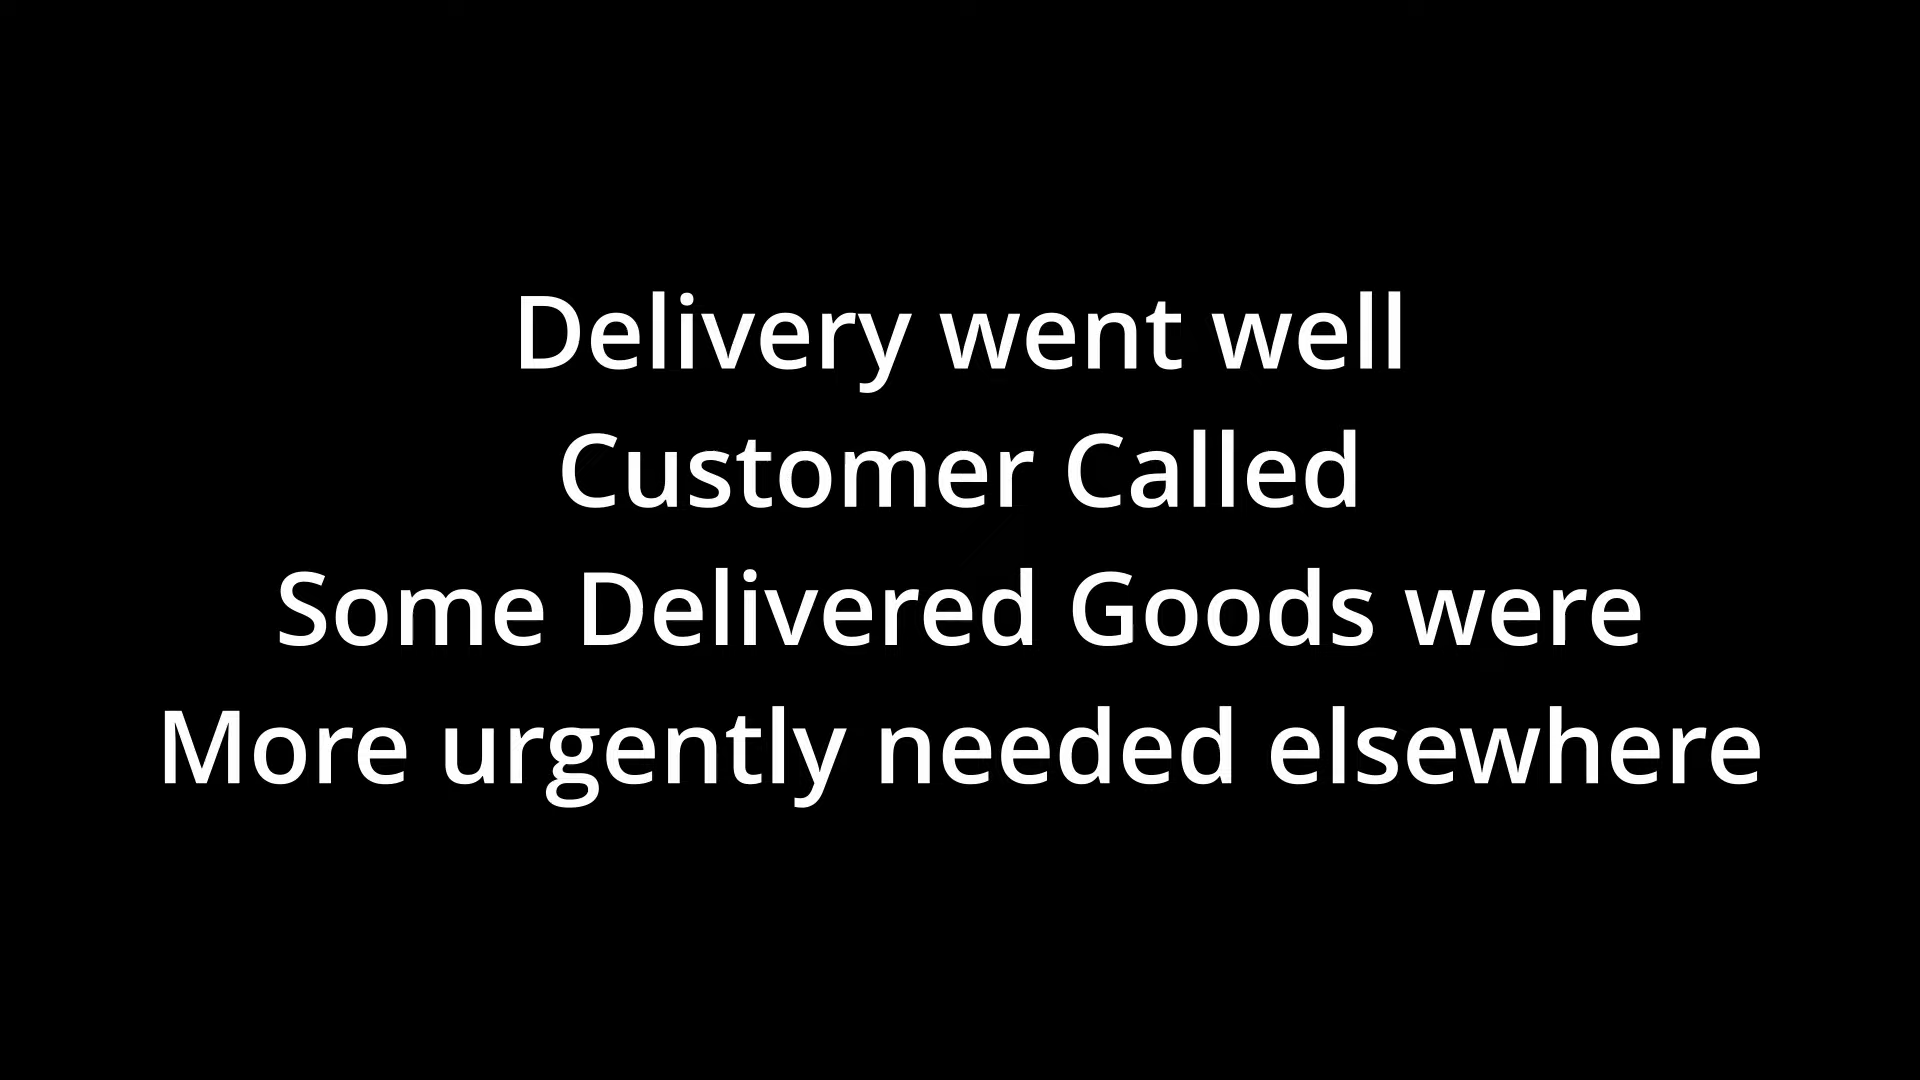 Delivery went well
Customer Called
Some Delivered Goods were
More urgently needed elsewhere